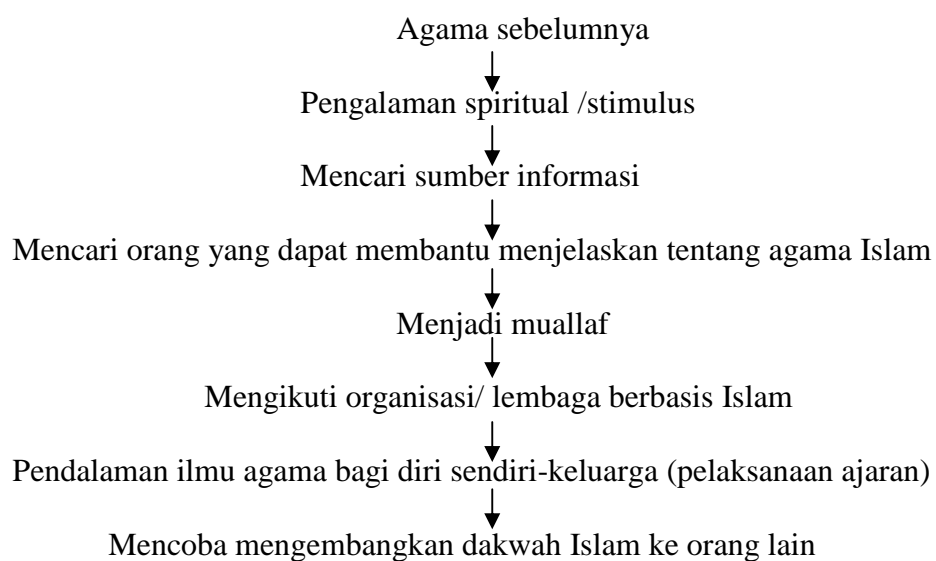 Agama sebelumnya
Pengalaman spiritual /stimulus
Mencari sumber informasi
Mencari orang yang dapat membantu menjelaskan tentang agama Islam
Menjadi muallaf
Mengikuti organisasi/ lembaga berbasis Islam
Pendalaman ilmu agama bagi diri sendiri-keluarga (pelaksanaan ajaran)
Mencoba mengembangkan dakwah Islam ke orang lain